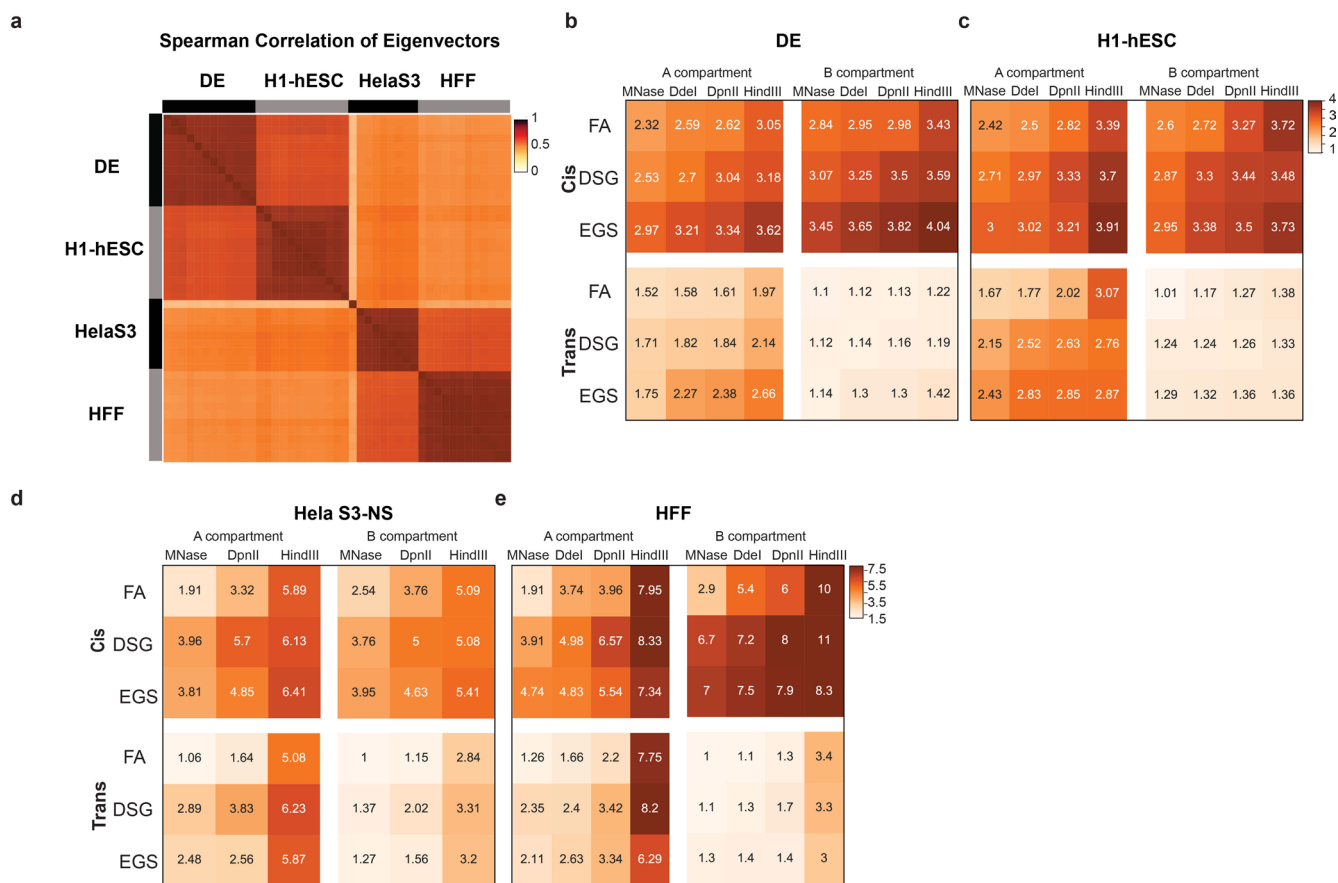 a
Spearman Correlation of Eigenvectors
DE H1-hESC HelaS3 HFF
DE
H1-hESC
HelaS3
HFF
1
0.5
0
b
DE
A compartment B compartment
MNase DdeI DpnII HindIII MNase DdeI DpnII HindIII
Cis
FA 2.32 2.59 2.62 3.05 2.84 2.95 2.98 3.43
DSG 2.53 2.7 3.04 3.18 3.07 3.25 3.5 3.59
EGS 2.97 3.21 3.34 3.62 3.45 3.65 3.82 4.04
Trans
FA 1.52 1.58 1.61 1.97 1.1 1.12 1.13 1.22
DSG 1.71 1.82 1.84 2.14 1.12 1.14 1.16 1.19
EGS 1.75 2.27 2.38 2.66 1.14 1.3 1.3 1.42
c
H1-hESC
A compartment B compartment
MNase DdeI DpnII HindIII MNase DdeI DpnII HindIII
2.42 2.5 2.82 3.39 2.6 2.72 3.27 3.72
2.71 2.97 3.33 3.7 2.87 3.3 3.44 3.48
3 3.02 3.21 3.91 2.95 3.38 3.5 3.73
1.67 1.77 2.02 3.07 1.01 1.17 1.27 1.38
2.15 2.52 2.63 2.76 1.24 1.24 1.26 1.33
2.43 2.83 2.85 2.87 1.29 1.32 1.36 1.36
4
3
2
1
d
Hela S3-NS
A compartment B compartment
MNase DpnII HindIII MNase DpnII HindIII
Cis
FA 1.91 3.32 5.89 2.54 3.76 5.09
DSG 3.96 5.7 6.13 3.76 5 5.08
EGS 3.81 4.85 6.41 3.95 4.63 5.41
Trans
FA 1.06 1.64 5.08 1 1.15 2.84
DSG 2.89 3.83 6.23 1.37 2.02 3.31
EGS 2.48 2.56 5.87 1.27 1.56 3.2
e
HFF
A compartment B compartment
MNase DdeI DpnII HindIII MNase DdeI DpnII HindIII
1.91 3.74 3.96 7.95 2.9 5.4 6 10
3.91 4.98 6.57 8.33 6.7 7.2 8 11
4.74 4.83 5.54 7.34 7 7.5 7.9 8.3
1.26 1.66 2.2 7.75 1 1.1 1.3 3.4
2.35 2.4 3.42 8.2 1.1 1.3 1.7 3.3
2.11 2.63 3.34 6.29 1.3 1.4 1.4 3
7.5
5.5
3.5
1.5